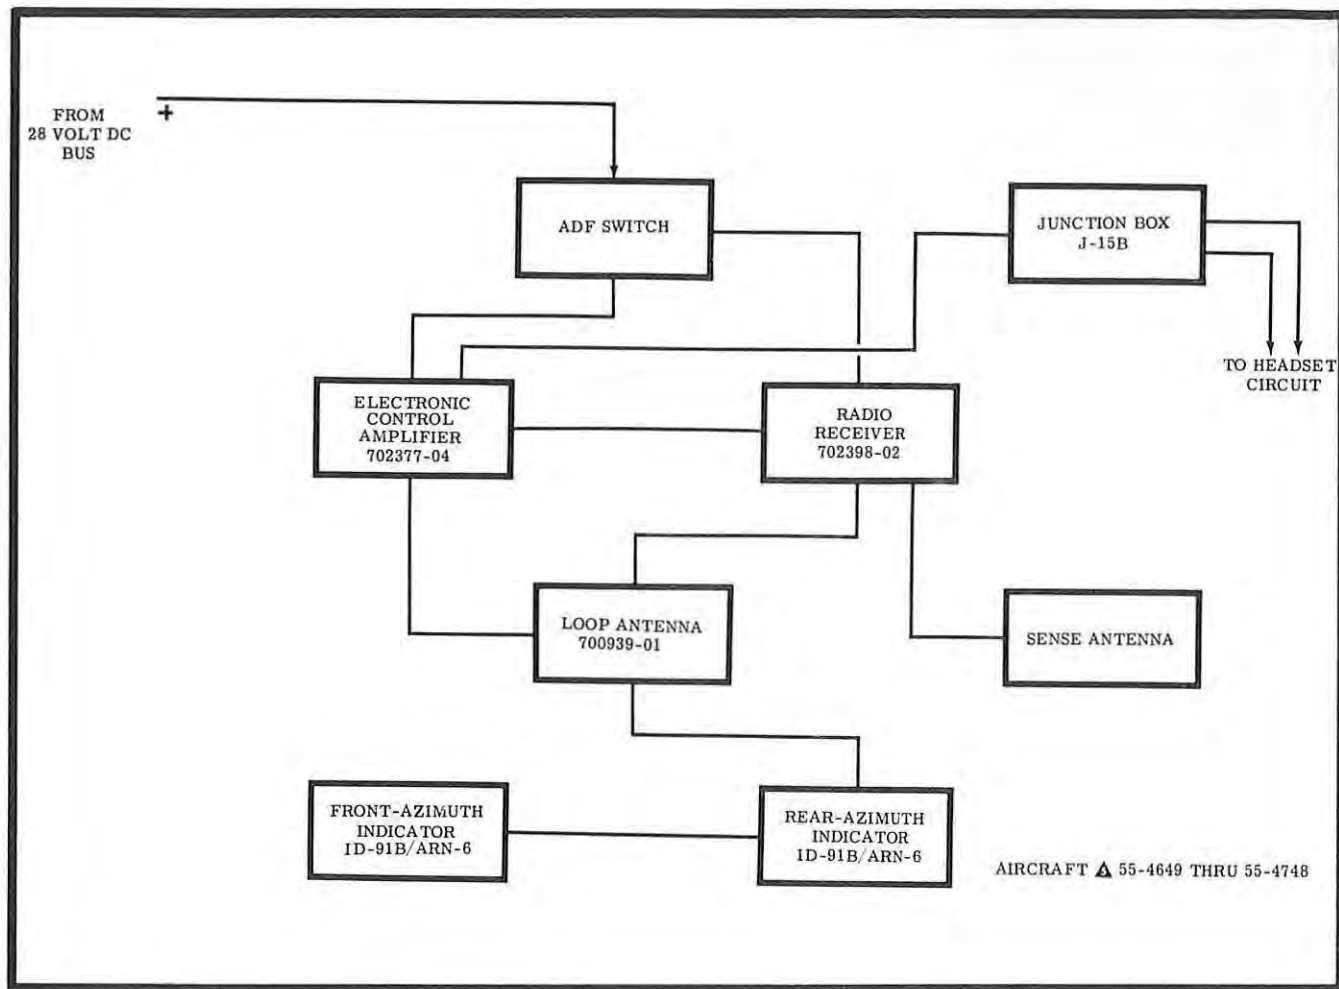 FROM
28 VOLT DC
BUS
+
ADF SWITCH
JUNCTION BOX
J-15B
TO HEADSET
CIRCUIT
ELECTRONIC
CONTROL
AMPLIFIER
702377-04
RADIO
RECEIVER
702398-02
LOOP ANTENNA
700939-01
SENSE ANTENNA
FRONT-AZIMUTH
INDICATOR
ID-91B/ARN-6
REAR-AZIMUTH
INDICATOR
ID-91B/ARN-6
AIRCRAFT 55-4649 THRU 55-4748